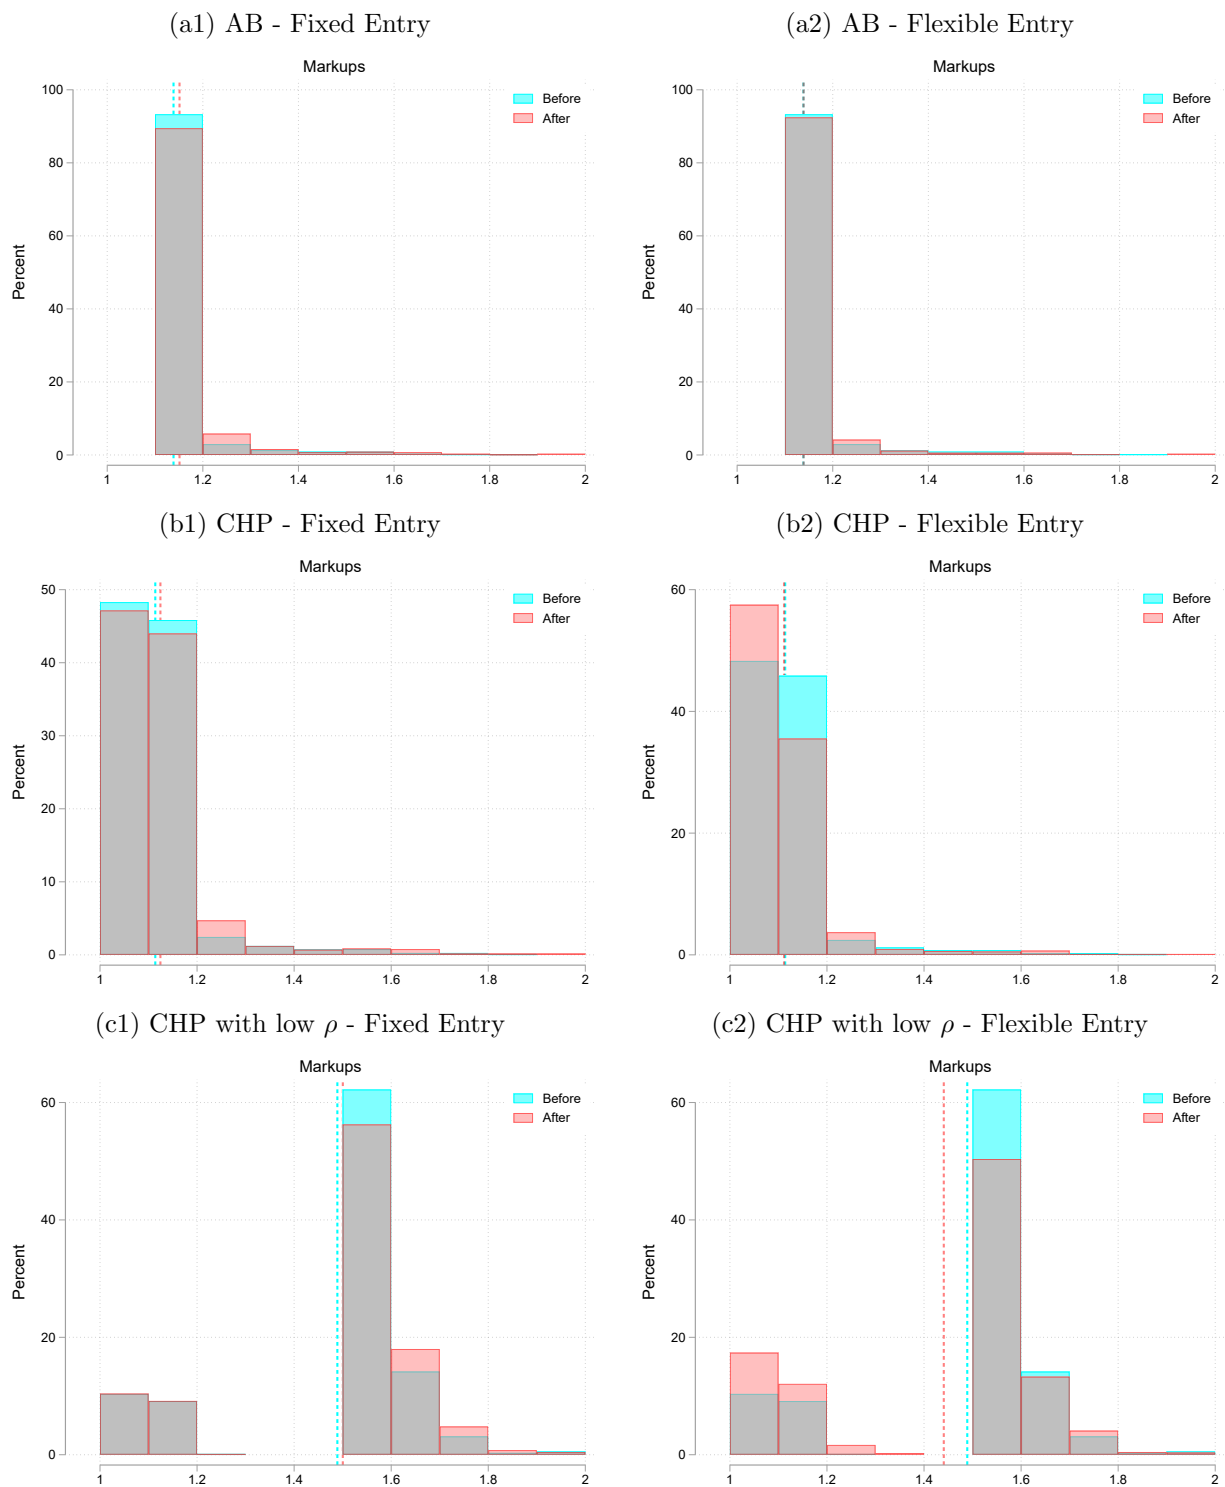 (a1) AB - Fixed Entry
Markups
Before
After
Percent
100
80
60
40
20
0
1 1.2 1.4 1.6 1.8 2
(a2) AB - Flexible Entry
Markups
Before
After
Percent
100
80
60
40
20
0
1 1.2 1.4 1.6 1.8 2
(b1) CHP - Fixed Entry
Markups
Before
After
Percent
50
40
30
20
10
0
1 1.2 1.4 1.6 1.8 2
(b2) CHP - Flexible Entry
Markups
Before
After
Percent
60
40
20
0
1 1.2 1.4 1.6 1.8 2
(c1) CHP with low ρ - Fixed Entry
Markups
Before
After
Percent
60
40
20
0
1 1.2 1.4 1.6 1.8 2
(c2) CHP with low ρ - Flexible Entry
Markups
Before
After
Percent
60
40
20
0
1 1.2 1.4 1.6 1.8 2